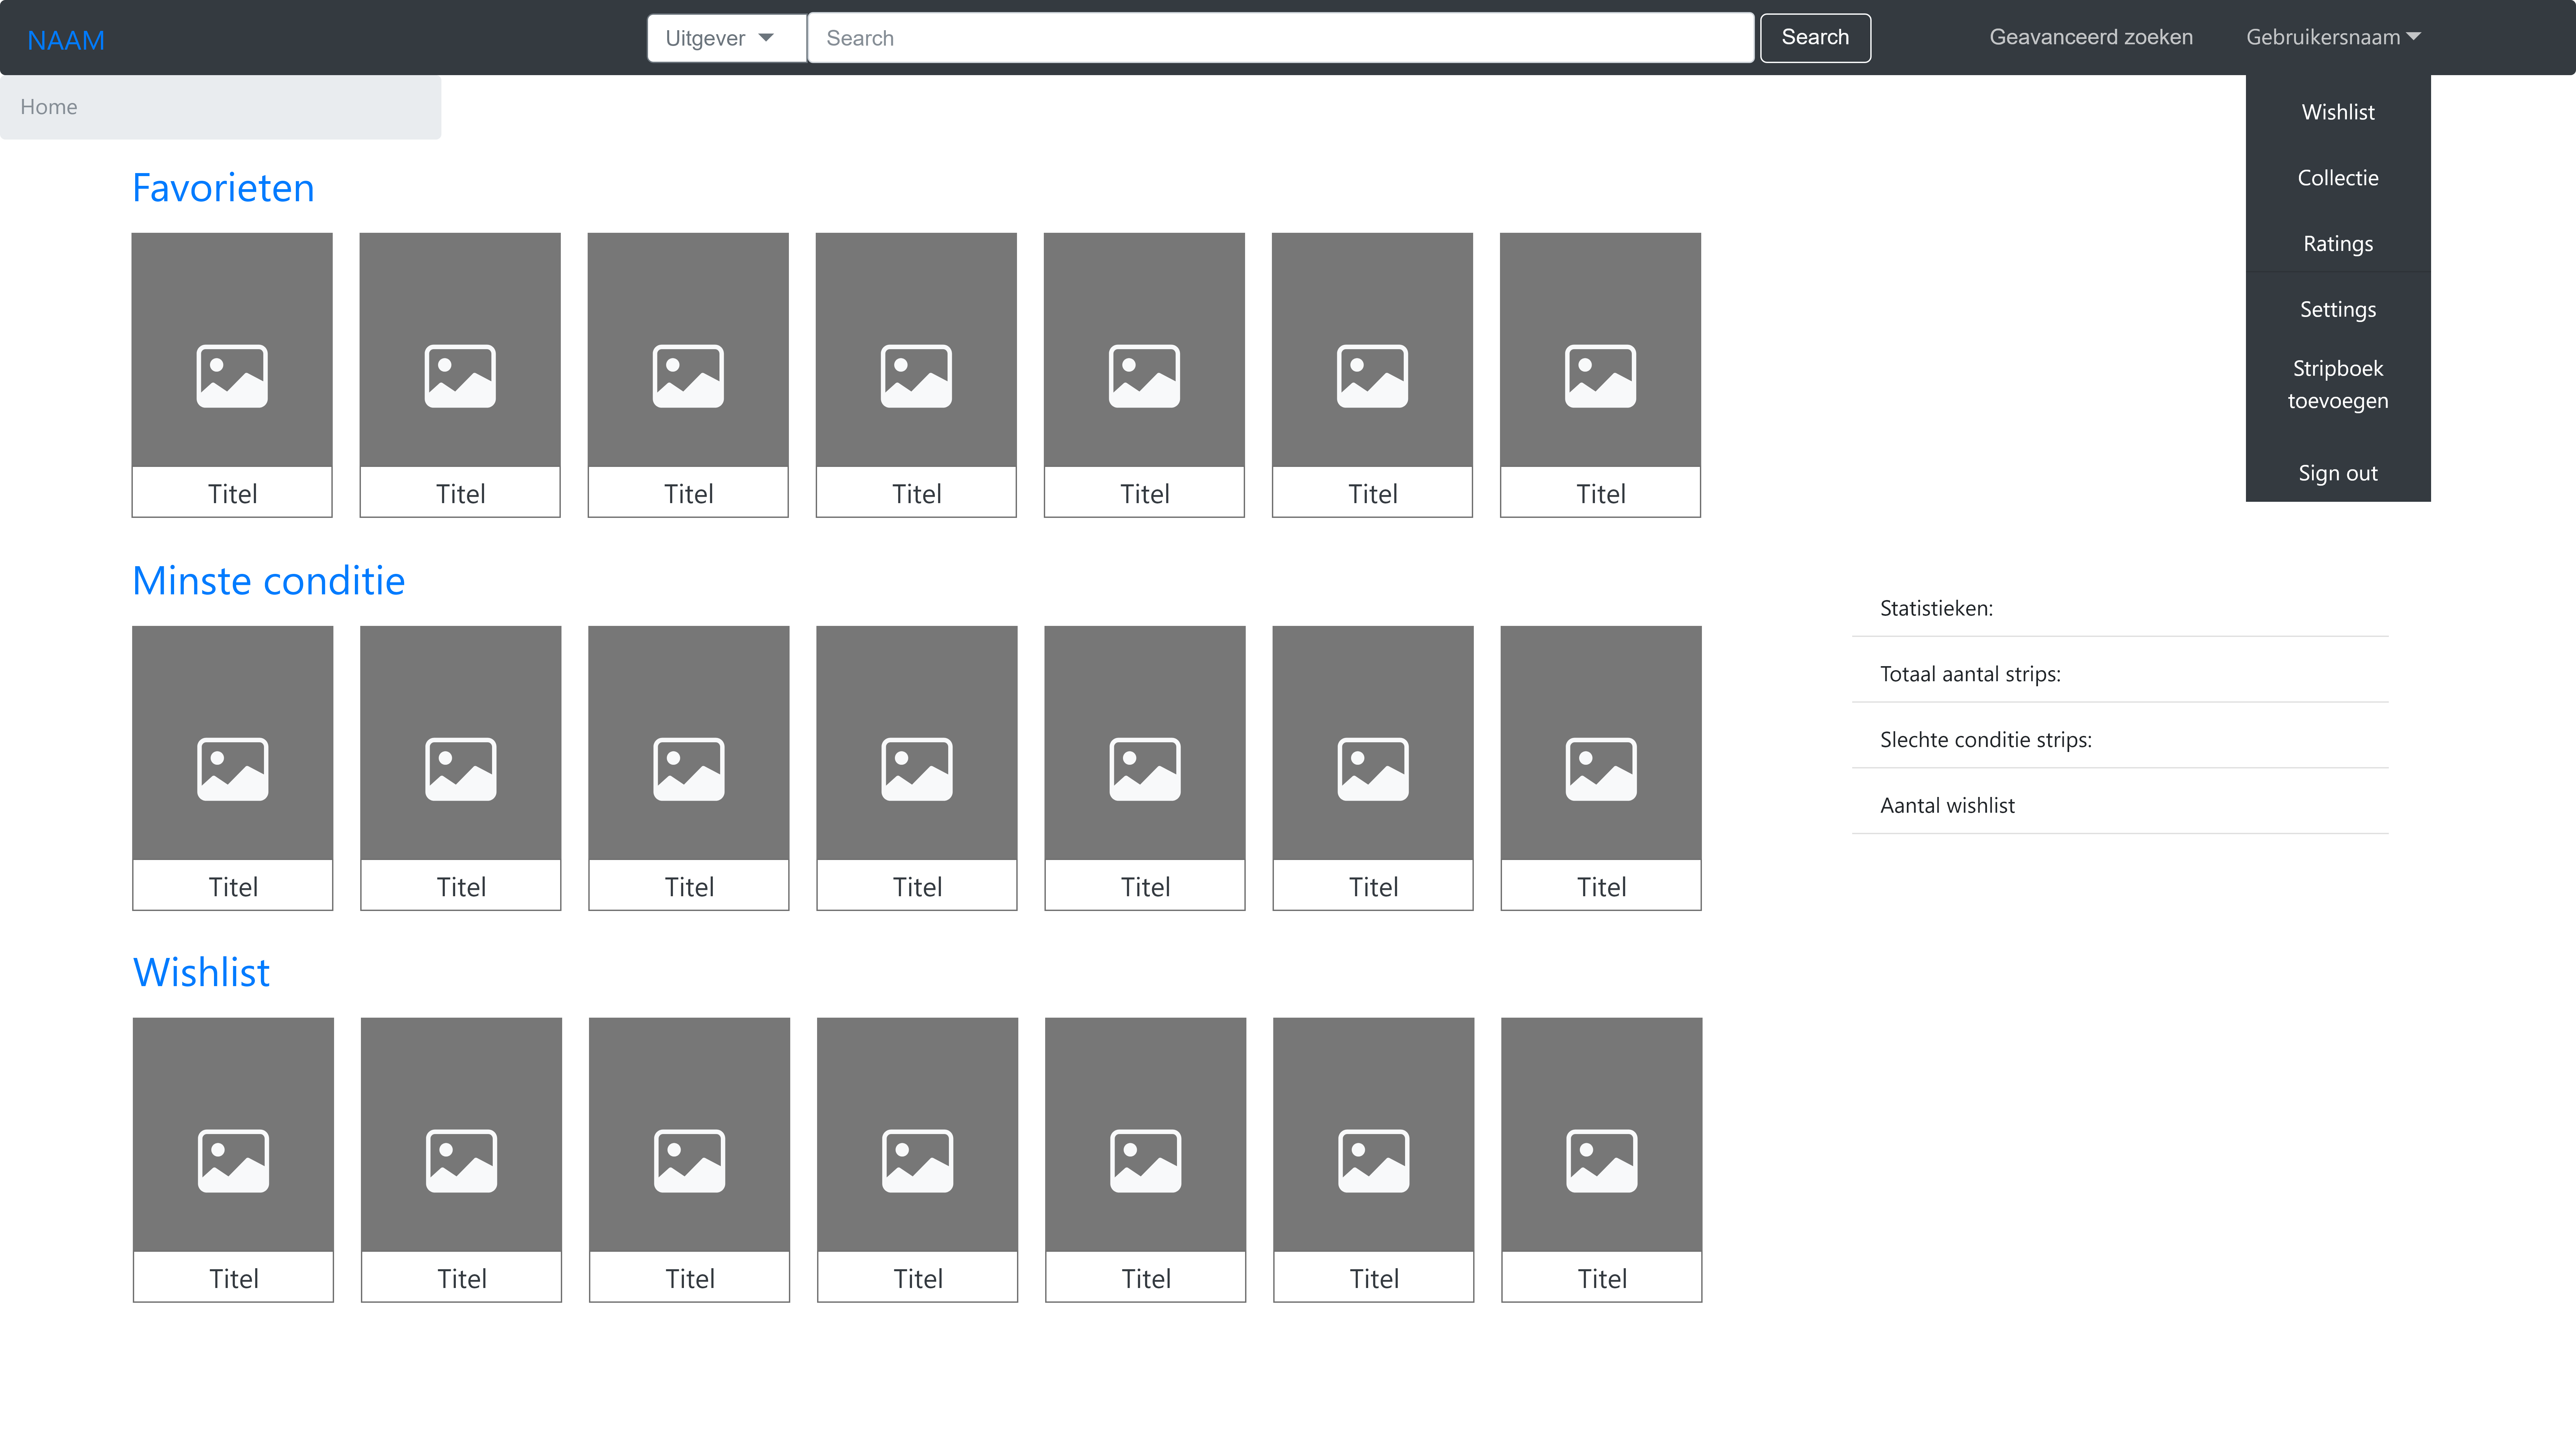 NAAM
Uitgever
Search
Search
Geavanceerd zoeken
Gebruikersnaam
Home
Wishlist
Collectie
Ratings
Settings
Stripboek
toevoegen
Sign out
Favorieten
Titel Titel Titel Titel Titel Titel Titel
Minste conditie
Titel Titel Titel Titel Titel Titel Titel
Statistieken:
Totaal aantal strips:
Slechte conditie strips:
Aantal wishlist
Wishlist
Titel Titel Titel Titel Titel Titel Titel